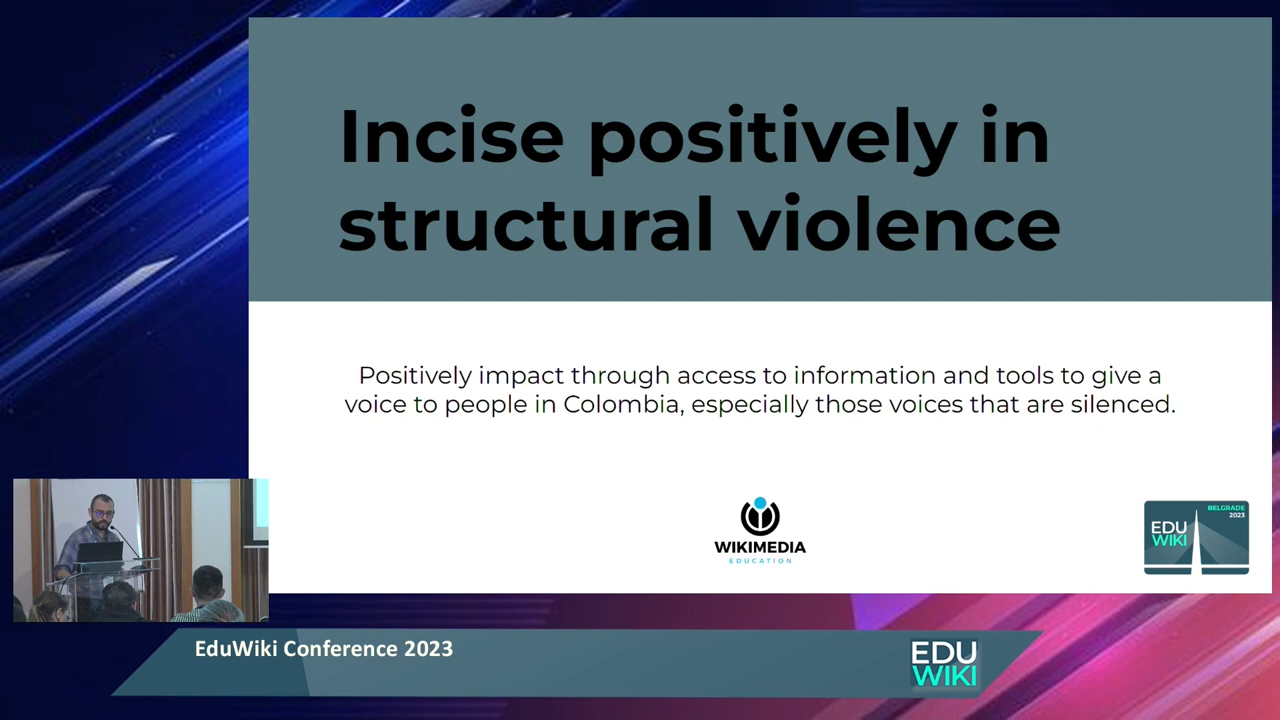 Incise positively in
structural violence
Positively impact through access to information and tools to give a
voice to people in Colombia, especially those voices that are silenced.
WIKIMEDIA
EDUCATION
BELGRADE
2023
EDU
WIKI
EduWiki Conference 2023
EDU
WIKI